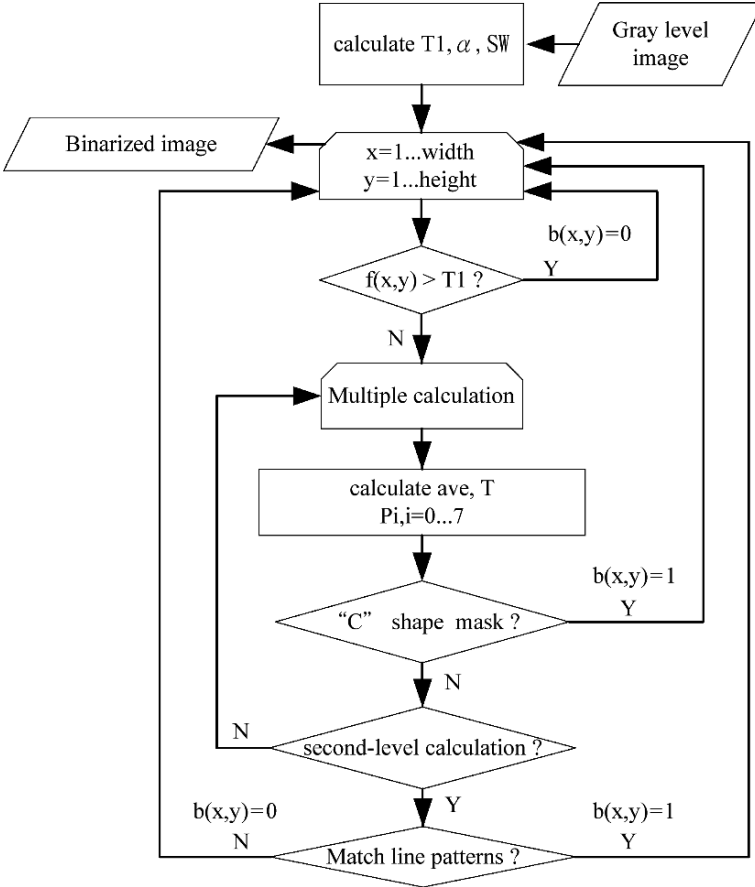 calculate T1, α, SW
Gray level
image
Binarized image
x=1...width
y=1...height
b(x,y)=0
f(x,y) > T1 ?
Y
N
Multiple calculation
calculate ave, T
Pi,i=0...7
b(x,y)=1
“C” shape mask ?
Y
N
N
second-level calculation ?
Y
b(x,y)=0
b(x,y)=1
N
Match line patterns ?
Y